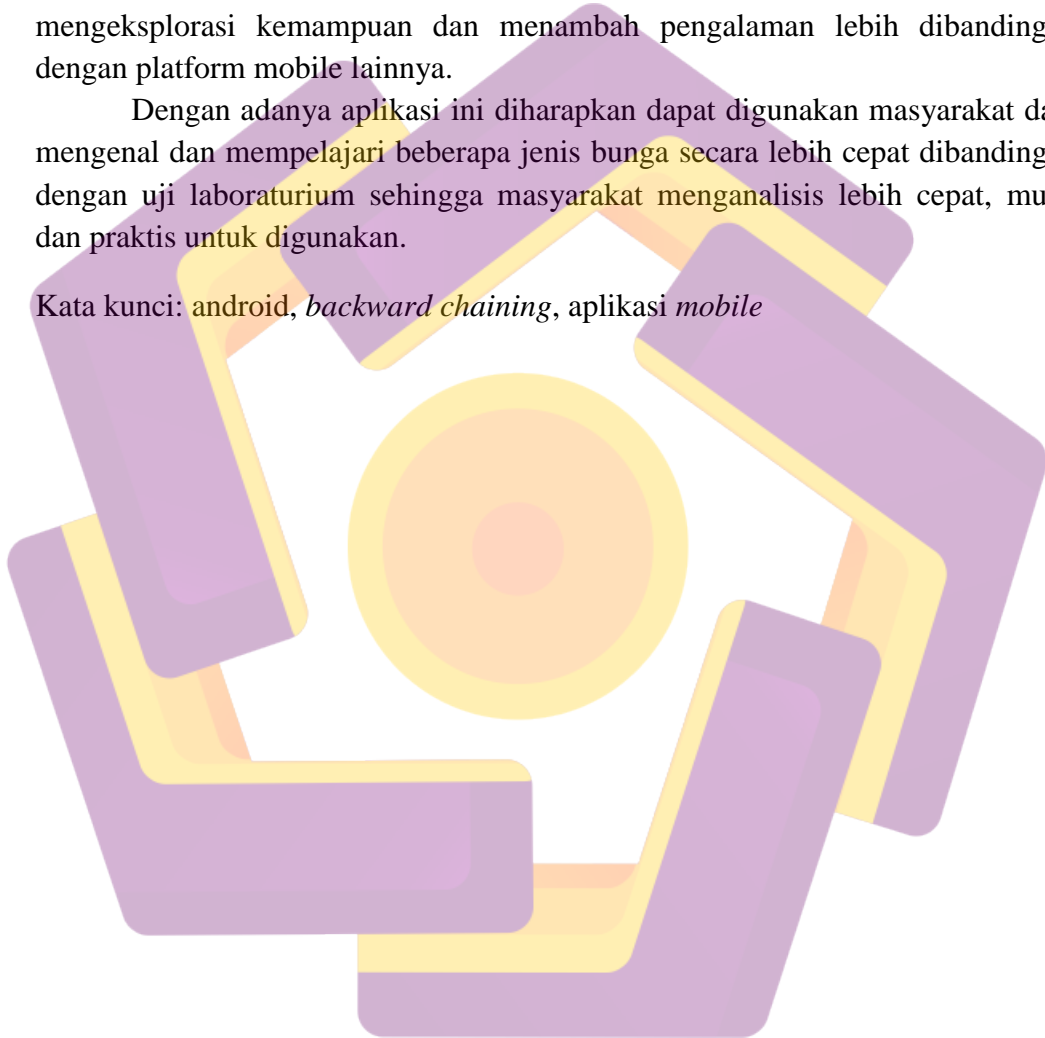 mengeksplorasi kemampuan dan menambah pengalaman lebih dibanding
dengan platform mobile lainnya.
Dengan adanya aplikasi ini diharapkan dapat digunakan masyarakat da
mengenal dan mempelajari beberapa jenis bunga secara lebih cepat dibanding
dengan uji laboraturium sehingga masyarakat menganalisis lebih cepat, mu
dan praktis untuk digunakan.
Kata kunci: android, backward chaining, aplikasi mobile